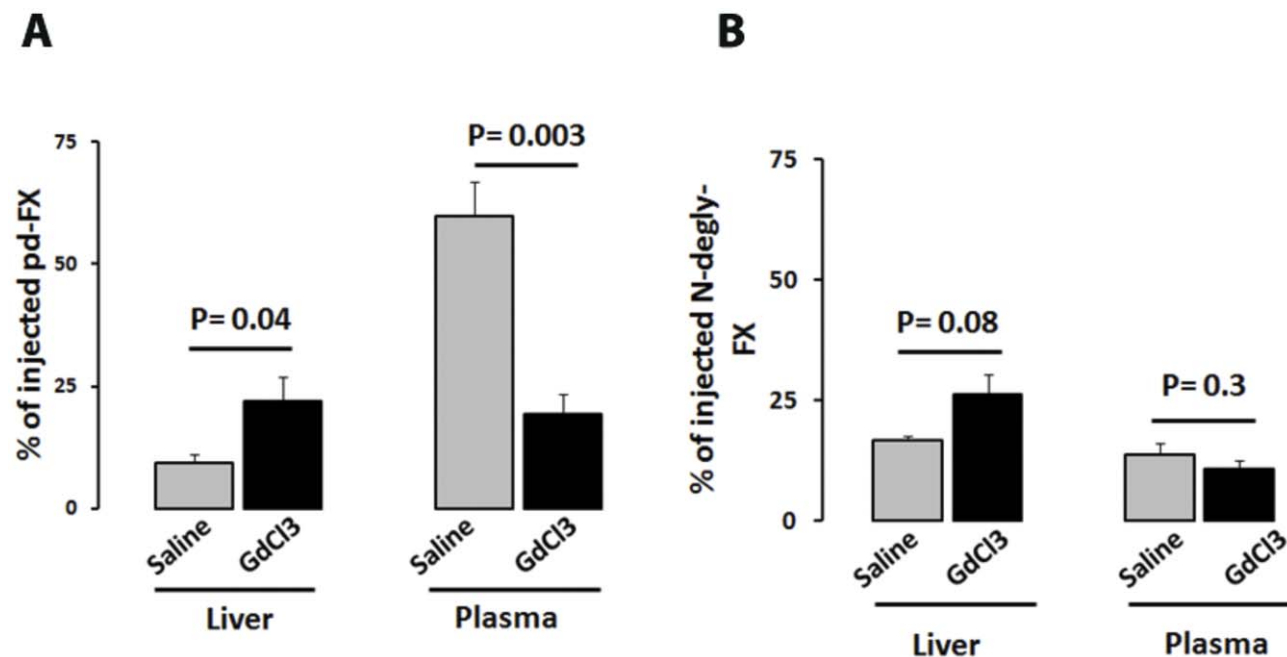 A
% of injected pd-FX
75
50
25
0
P= 0.04
P= 0.003
Saline
GdCl3
Saline
GdCl3
Liver
Plasma
B
% of injected N-degly-
FX
75
50
25
0
P= 0.08
P= 0.3
Saline
GdCl3
Saline
GdCl3
Liver
Plasma